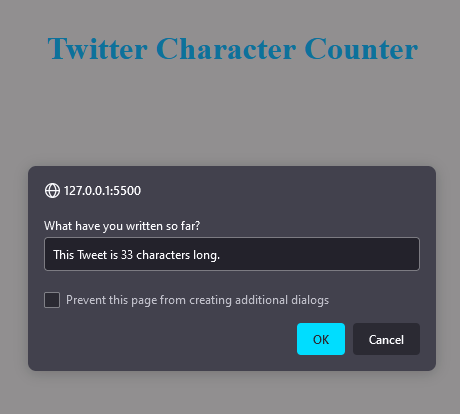 Twitter Character Counter
127.0.0.1:5500
What have you written so far?
This Tweet is 33 characters long.
Prevent this page from creating additional dialogs
OK
Cancel